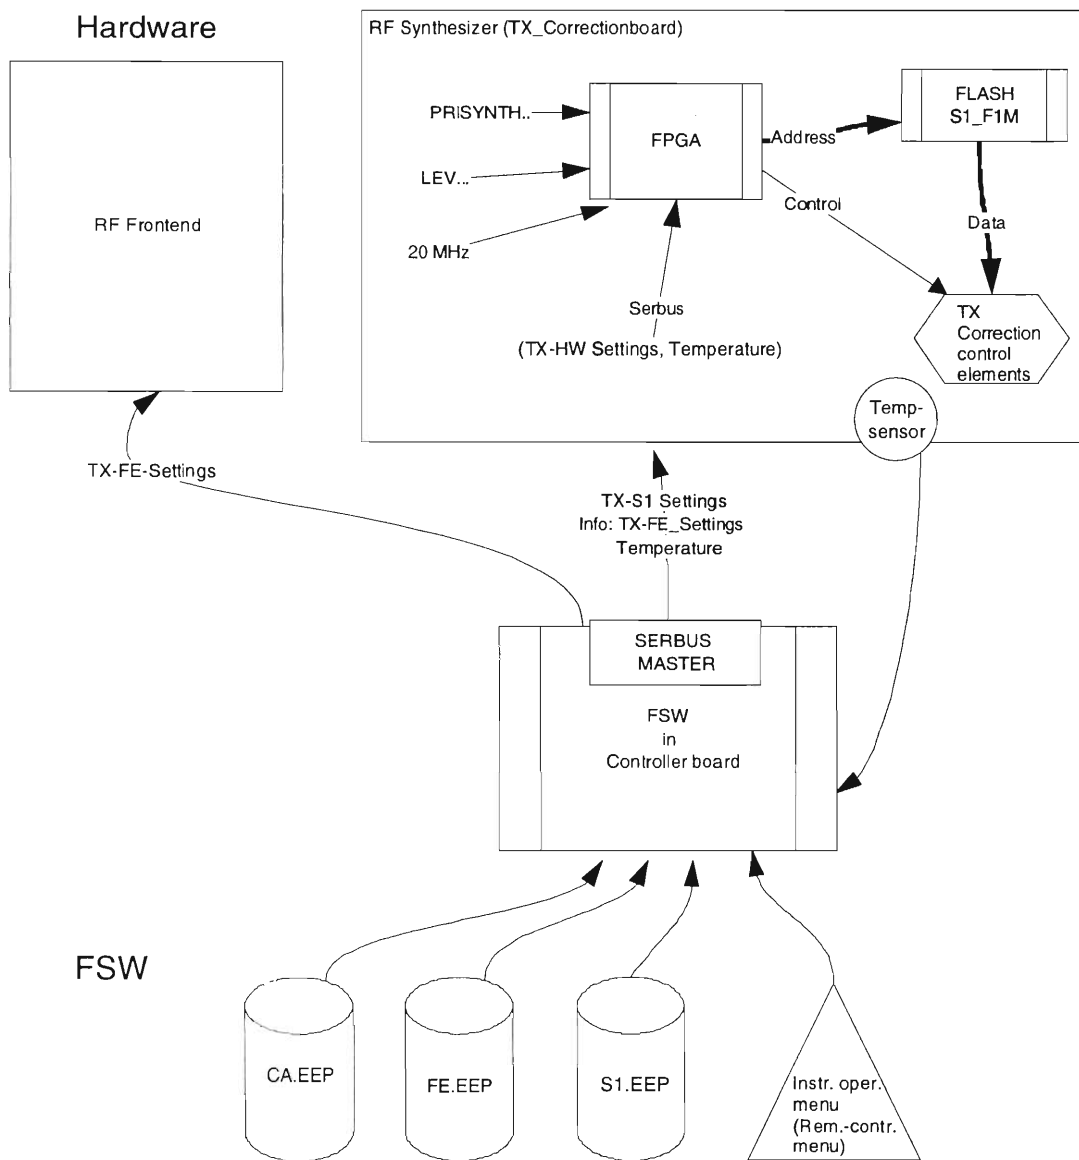 Hardware
RF Synthesizer (TX_Correctionboard)
RF Frontend
PRISYNTH..
LEV...
20 MHz
FPGA
Address
FLASH
S1_F1M
Control
Data
Serbus
(TX-HW Settings, Temperature)
TX
Correction
control
elements
Temp-
sensor
TX-FE-Settings
TX-S1 Settings
Info: TX-FE_Settings
Temperature
SERBUS
MASTER
FSW
in
Controller board
FSW
CA.EEP
FE.EEP
S1.EEP
Instr. oper.
menu
(Rem.-contr.
menu)